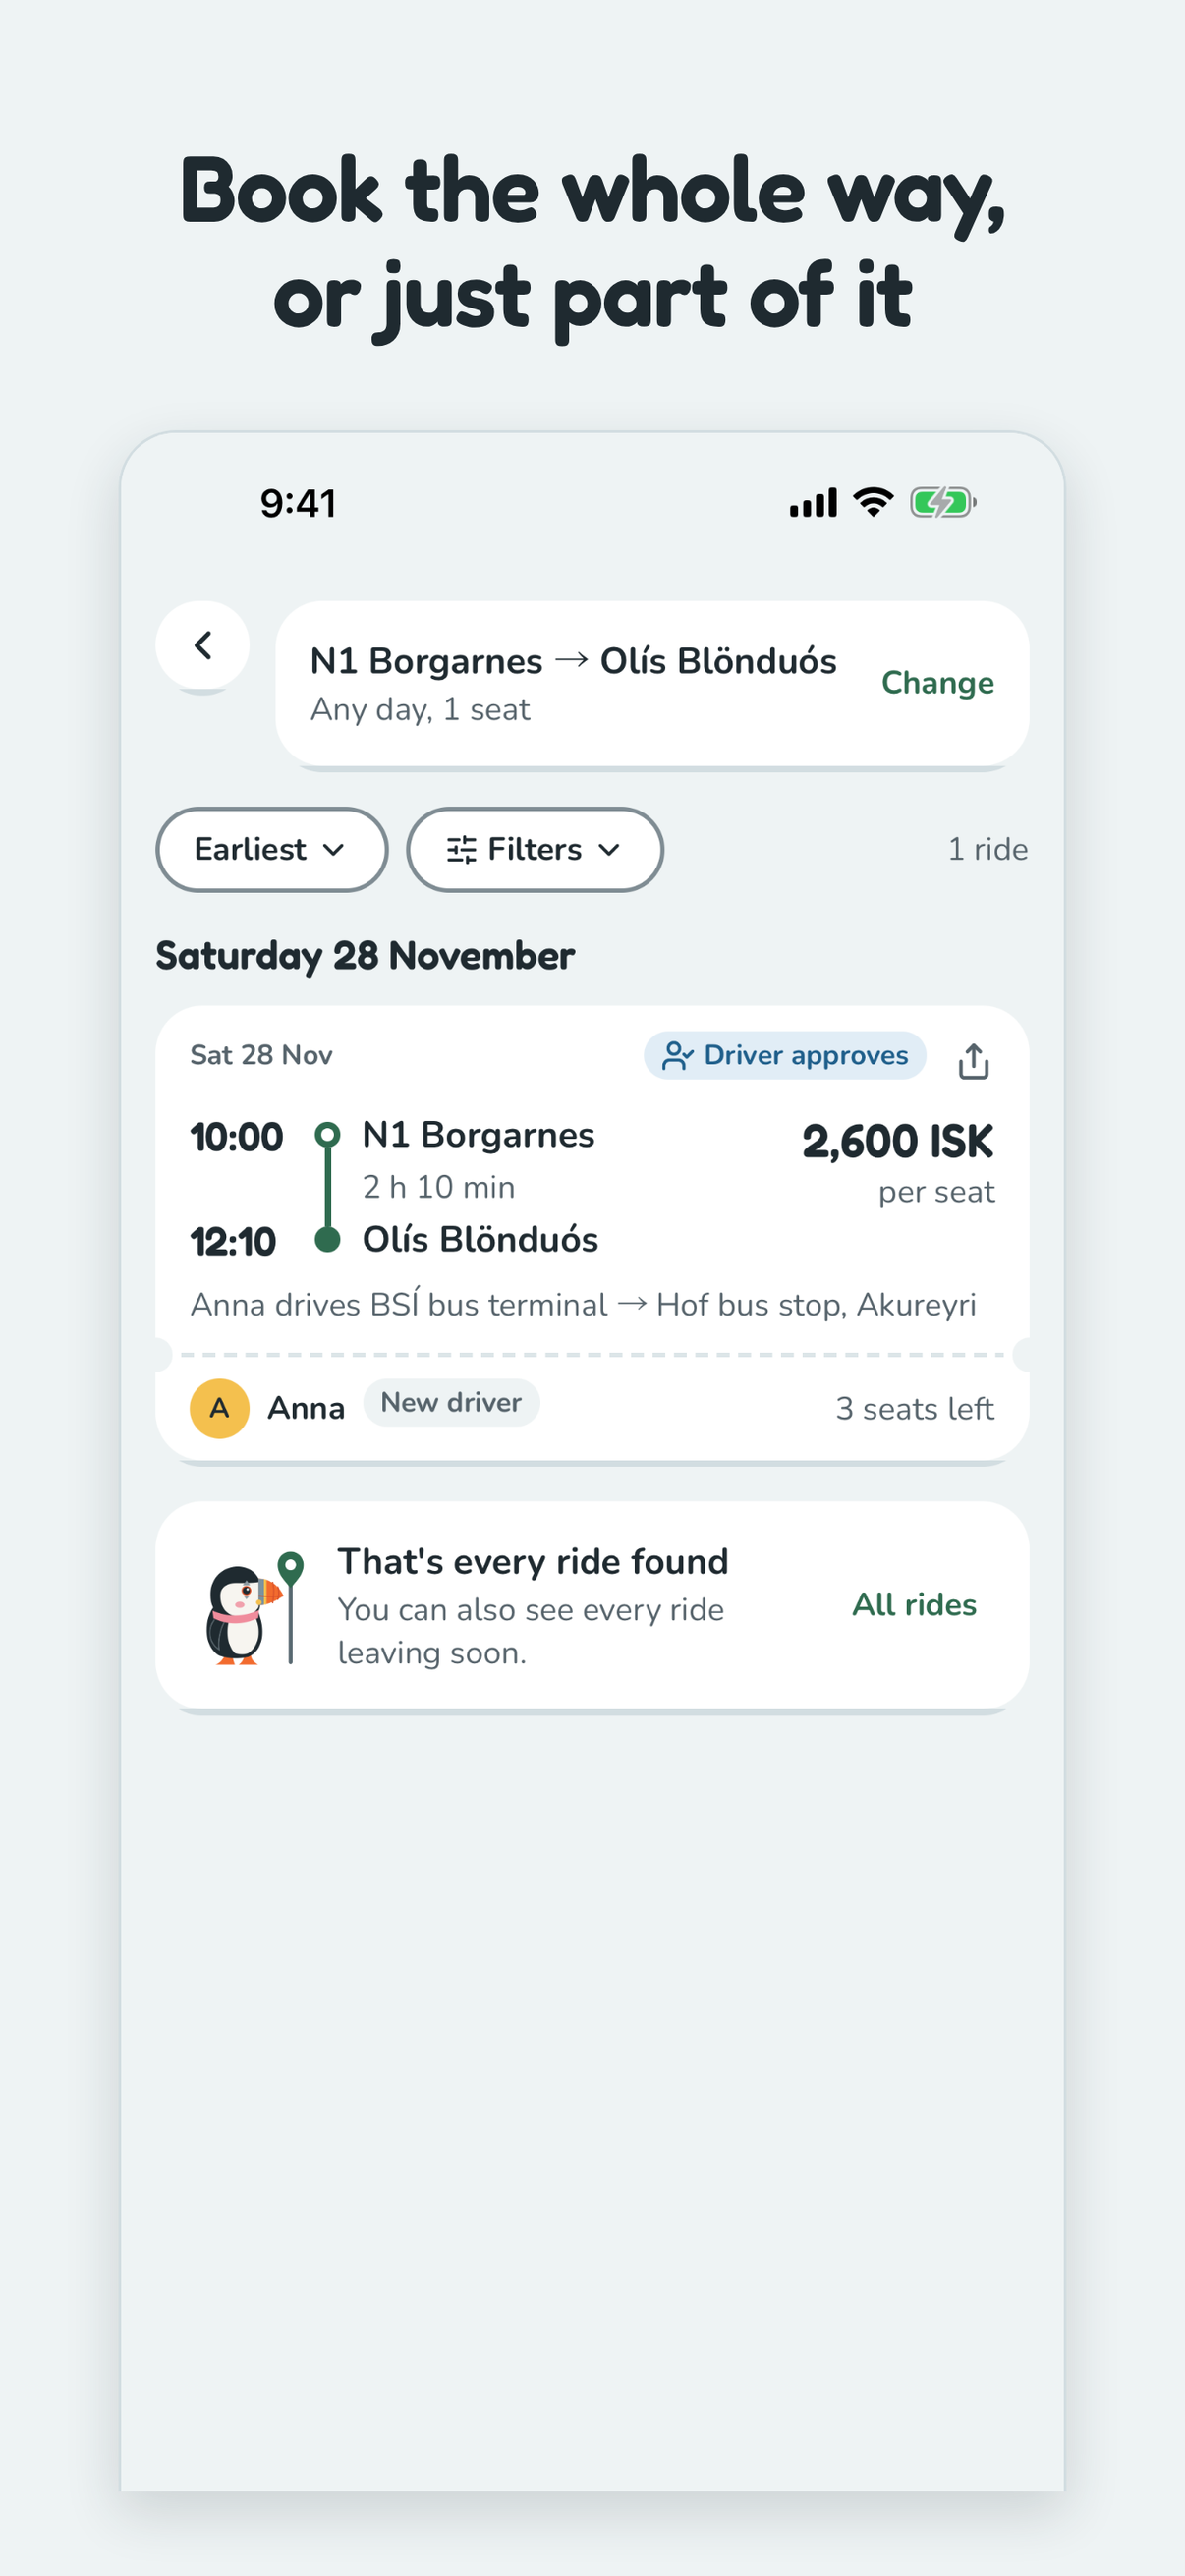 Book the whole way,
or just part of it
9:41
N1 Borgarnes → Olís Blönduós
Any day, 1 seat
Change
Earliest
Filters
1 ride
Saturday 28 November
Sat 28 Nov
Driver approves
10:00
N1 Borgarnes
2,600 ISK
2 h 10 min
per seat
12:10
Olís Blönduós
Anna drives BSÍ bus terminal → Hof bus stop, Akureyri
A
Anna
New driver
3 seats left
That's every ride found
You can also see every ride
leaving soon.
All rides